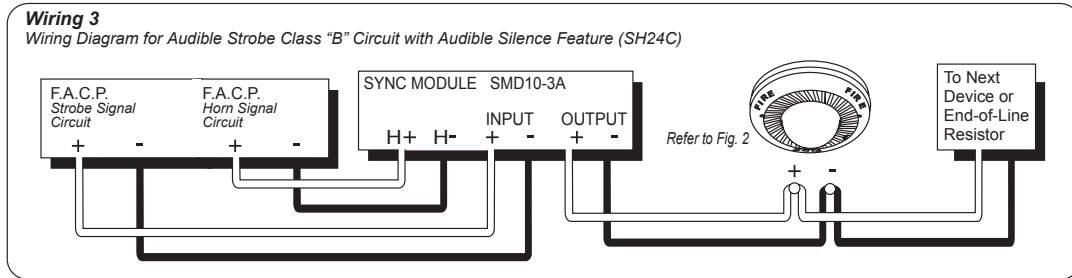 Wiring 3
Wiring Diagram for Audible Strobe Class “B” Circuit with Audible Silence Feature (SH24C)
F.A.C.P.
Strobe Signal
Circuit
+ -
F.A.C.P.
Horn Signal
Circuit
+ -
SYNC MODULE SMD10-3A
INPUT OUTPUT
H+ H- + - + -
Refer to Fig. 2
FIRE FIRE
+ -
To Next
Device or
End-of-Line
Resistor